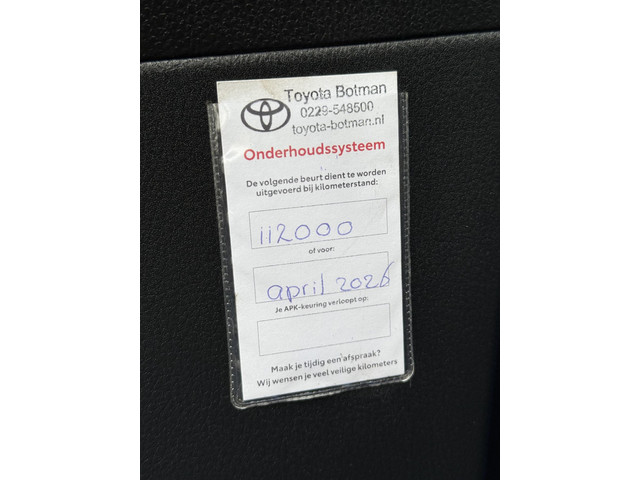 Toyota Botman
0229-548500
toyota-botman.nl
Onderhoudssysteem
De volgende beurt dient te worden
uitgevoerd bij kilometerstand:
112000
of voor:
april 2026
Je APK-keuring verloopt op:
Maak je tijdig een afspraak?
Wij wensen je veel veilige kilometers